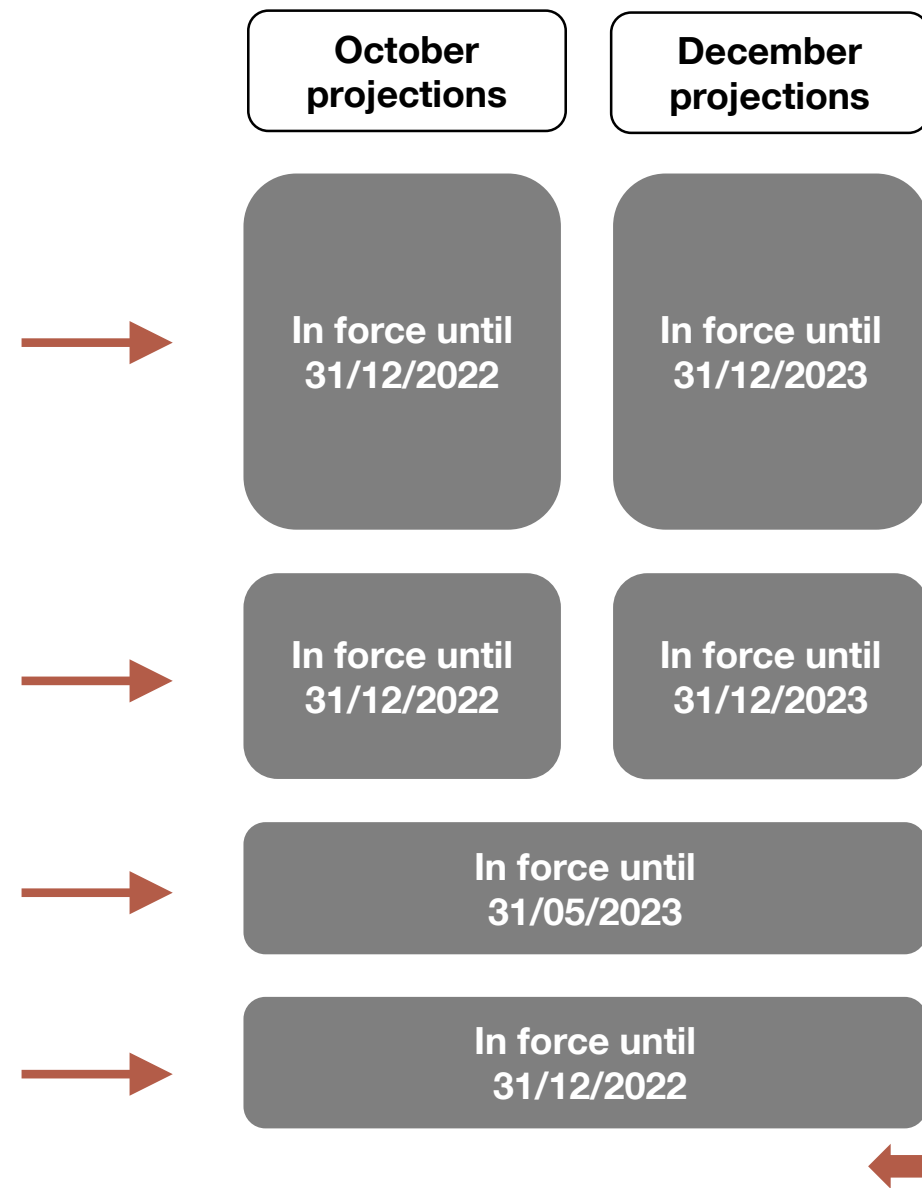 October
projections
December
projections
In force until
31/12/2022
In force until
31/12/2023
In force until
31/12/2022
In force until
31/12/2023
In force until
31/05/2023
In force until
31/12/2022